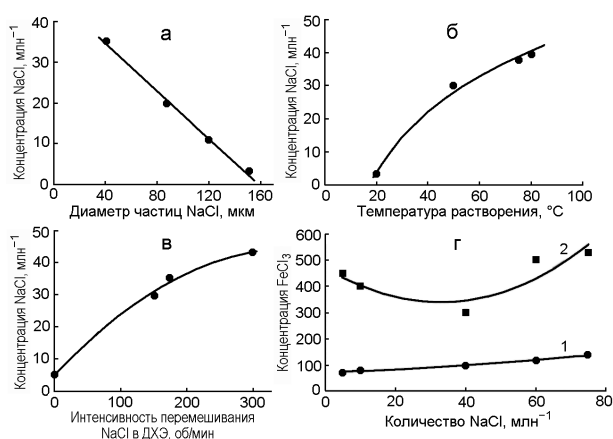 а
Концентрация NaCl, млн⁻¹
40
30
20
10
0
0 40 80 120 160
Диаметр частиц NaCl, мкм
б
Концентрация NaCl, млн⁻¹
50
40
30
20
10
0
0 20 40 60 80 100
Температура растворения, °С
в
Концентрация NaCl, млн⁻¹
50
40
30
20
10
0
0 100 200 300
Интенсивность перемешивания
NaCl в ДХЭ, об/мин
г
Концентрация FeCl₃
600
500
400
300
200
100
0
2
1
0 20 40 60 80
Количество NaCl, млн⁻¹